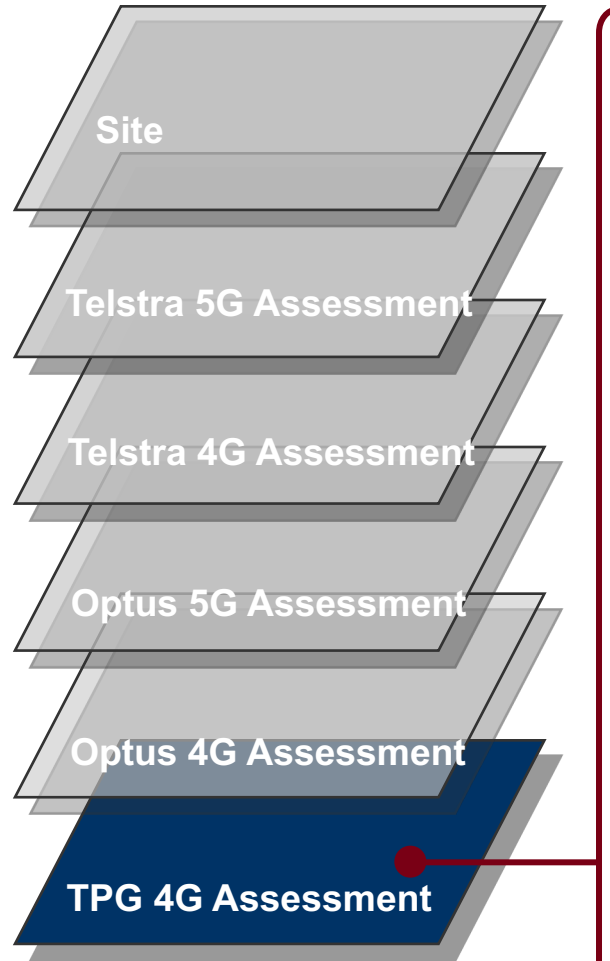 Site
Telstra 5G Assessment
Telstra 4G Assessment
Optus 5G Assessment
Optus 4G Assessment
TPG 4G Assessment